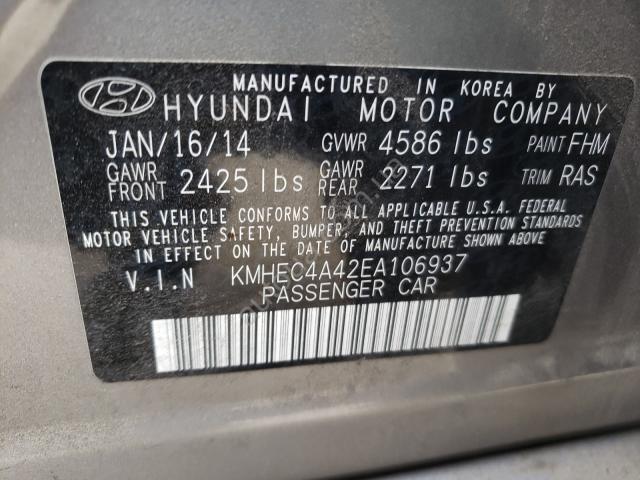 MANUFACTURED IN KOREA BY
HYUNDAI MOTOR COMPANY
JAN/16/14 GVWR 4586 lbs PAINT FHM
GAWR FRONT 2425 lbs GAWR REAR 2271 lbs TRIM RAS
THIS VEHICLE CONFORMS TO ALL APPLICABLE U.S.A. FEDERAL
MOTOR VEHICLE SAFETY, BUMPER, AND THEFT PREVENTION STANDARDS
IN EFFECT ON THE DATE OF MANUFACTURE SHOWN ABOVE.
V.I.N KMHEC4A42EA106937
PASSENGER CAR